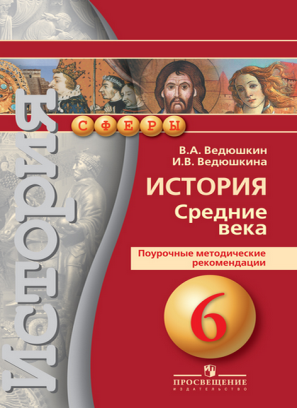 История
СФЕРЫ
В.А. Ведюшкин
И.В. Ведюшкина
ИСТОРИЯ
Средние
века
Поурочные методические
рекомендации
6
ПРОСВЕЩЕНИЕ
ИЗДАТЕЛЬСТВО